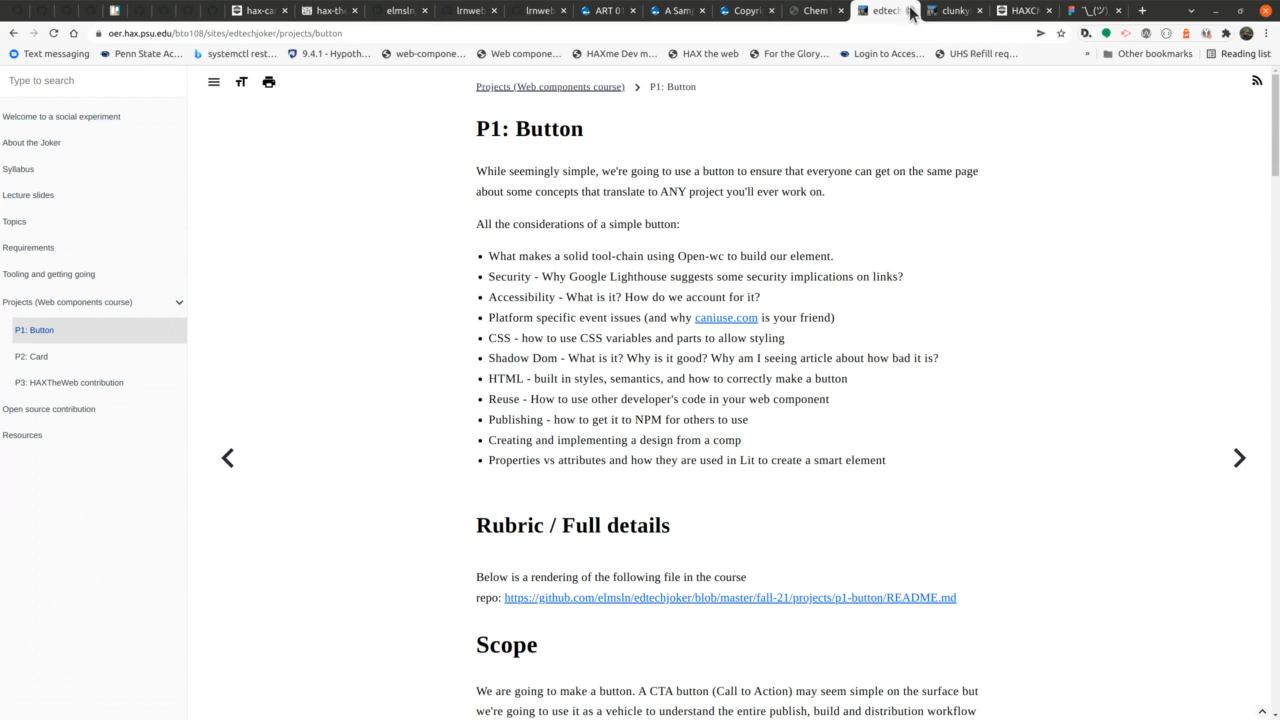 hax-ca
hax-the
elmsln,
lrnweb
lrnweb
ART 01
A Samp
Copyri
Chem
edtech
clunky
HAXCA
¯\_(ツ)_/¯
oer.hax.psu.edu/bto108/sites/edtechjoker/projects/button
Text messaging
Penn State Ac...
systemctl rest...
9.4.1 - Hypoth...
web-compone...
Web compone...
HAXme Dev m...
HAX the web
For the Glory...
Login to Acces...
UHS Refill req...
»
Other bookmarks
Reading list
Type to search
Welcome to a social experiment
About the Joker
Syllabus
Lecture slides
Topics
Requirements
Tooling and getting going
Projects (Web components course)
P1: Button
P2: Card
P3: HAXTheWeb contribution
Open source contribution
Resources
Projects (Web components course) > P1: Button
P1: Button
While seemingly simple, we're going to use a button to ensure that everyone can get on the same page
about some concepts that translate to ANY project you'll ever work on.
All the considerations of a simple button:
• What makes a solid tool-chain using Open-wc to build our element.
• Security - Why Google Lighthouse suggests some security implications on links?
• Accessibility - What is it? How do we account for it?
• Platform specific event issues (and why caniuse.com is your friend)
• CSS - how to use CSS variables and parts to allow styling
• Shadow Dom - What is it? Why is it good? Why am I seeing article about how bad it is?
• HTML - built in styles, semantics, and how to correctly make a button
• Reuse - How to use other developer's code in your web component
• Publishing - how to get it to NPM for others to use
• Creating and implementing a design from a comp
• Properties vs attributes and how they are used in Lit to create a smart element
Rubric / Full details
Below is a rendering of the following file in the course
repo: https://github.com/elmsln/edtechjoker/blob/master/fall-21/projects/p1-button/README.md
Scope
We are going to make a button. A CTA button (Call to Action) may seem simple on the surface but
we're going to use it as a vehicle to understand the entire publish, build and distribution workflow